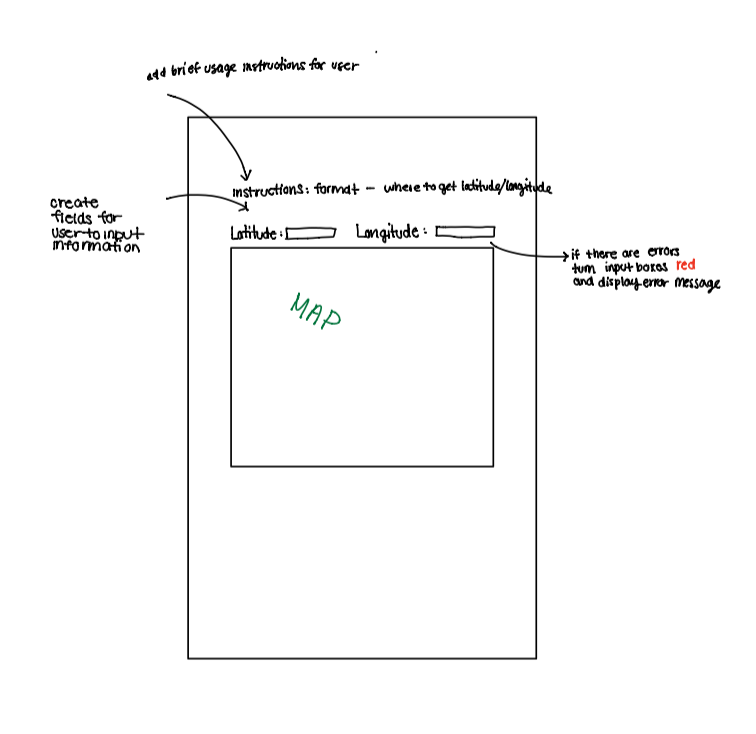 add brief usage instructions for user
instructions: format – where to get latitude/longitude
create
fields for
user to input
information
Latitude:
Longitude:
if there are errors
turn input boxes red
and display error message
MAP